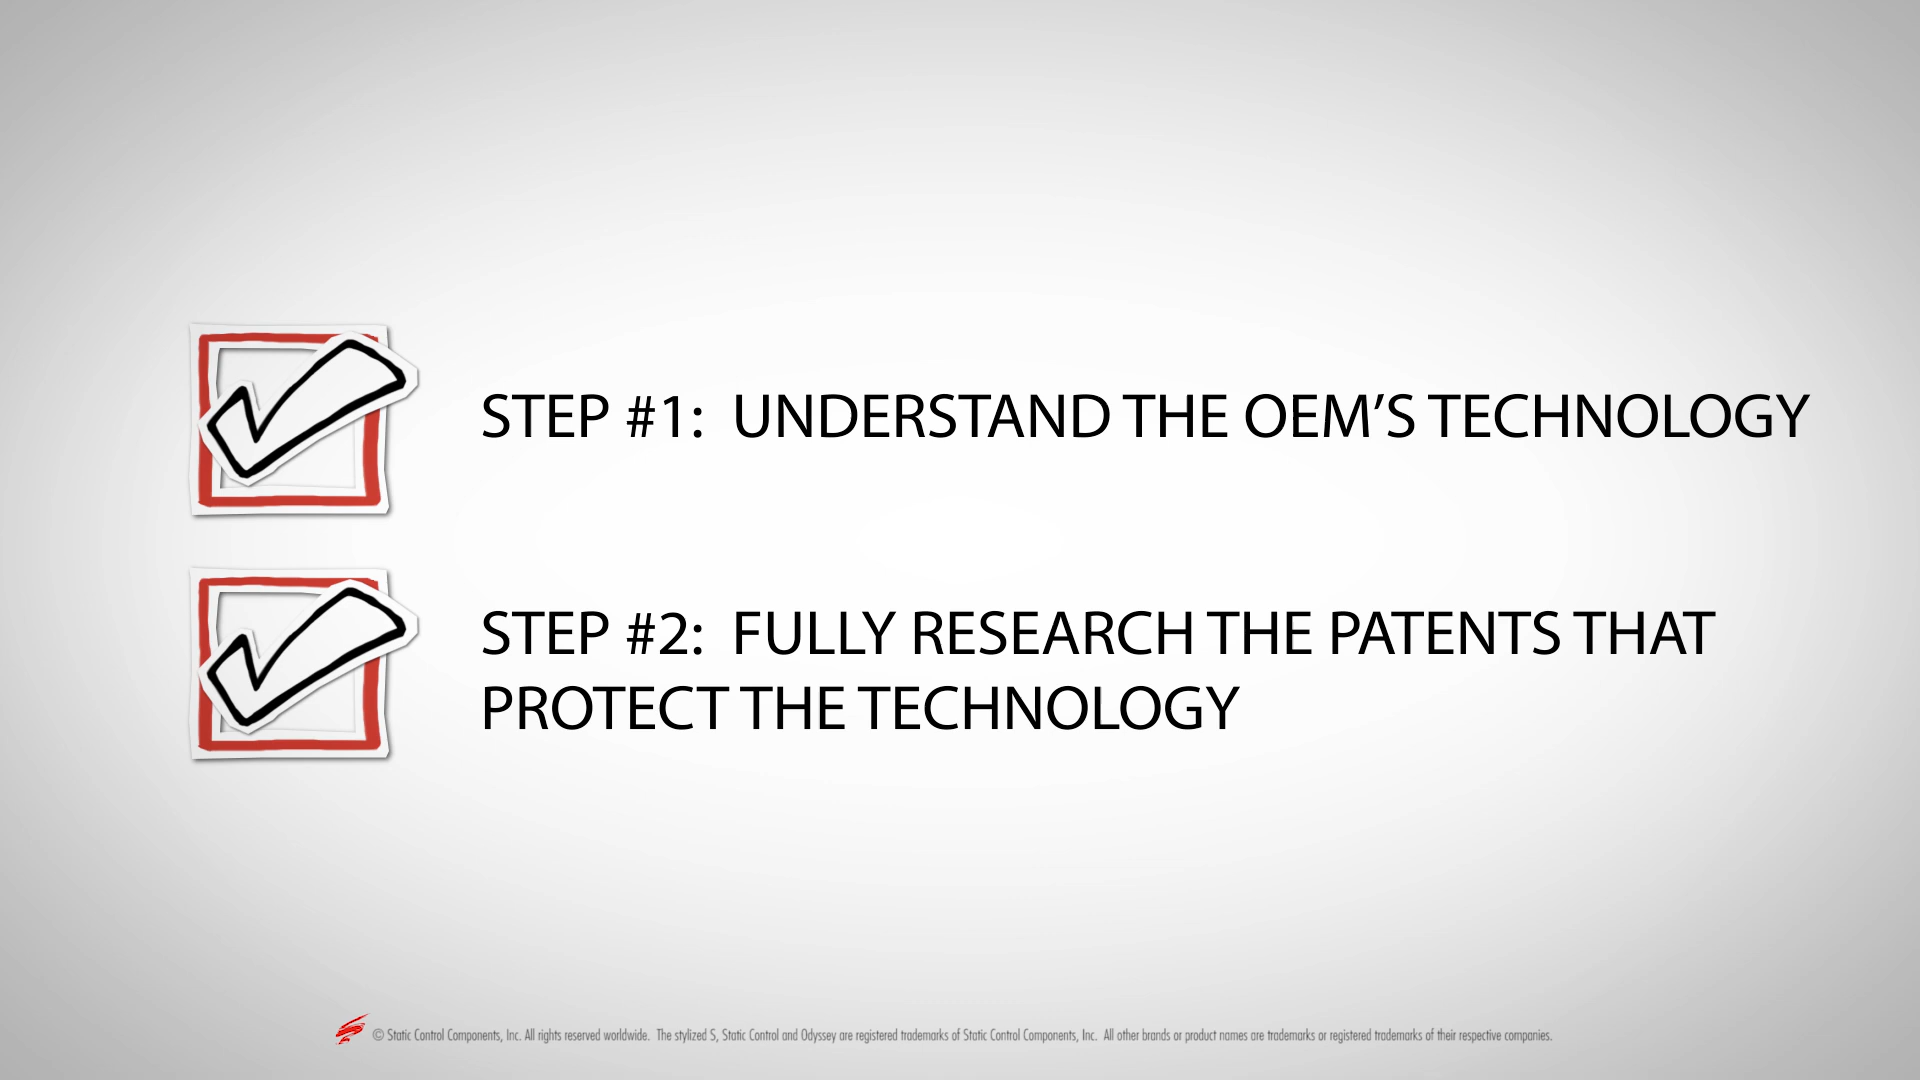 STEP #1: UNDERSTAND THE OEM’S TECHNOLOGY
STEP #2: FULLY RESEARCH THE PATENTS THAT
PROTECT THE TECHNOLOGY
© Static Control Components, Inc. All rights reserved worldwide. The stylized S, Static Control and Odyssey are registered trademarks of Static Control Components, Inc. All other brands or product names are trademarks or registered trademarks of their respective companies.